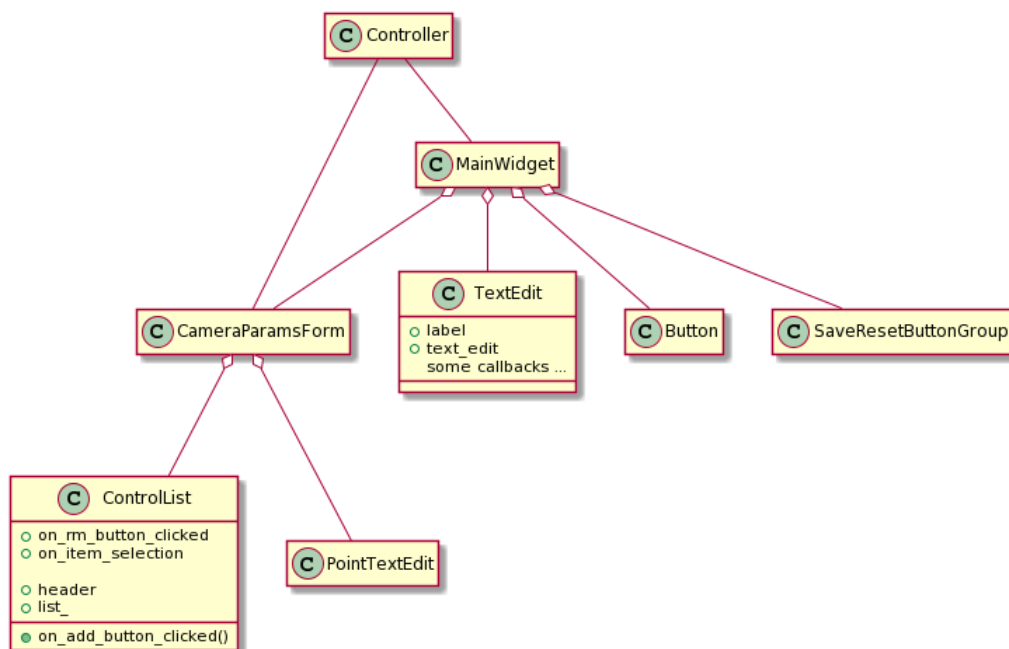 C Controller
C MainWidget
C CameraParamsForm
C TextEdit
label
text_edit
some callbacks ...
C Button
C SaveResetButtonGroup
C ControlList
on_rm_button_clicked
on_item_selection
header
list_
on_add_button_clicked()
C PointTextEdit